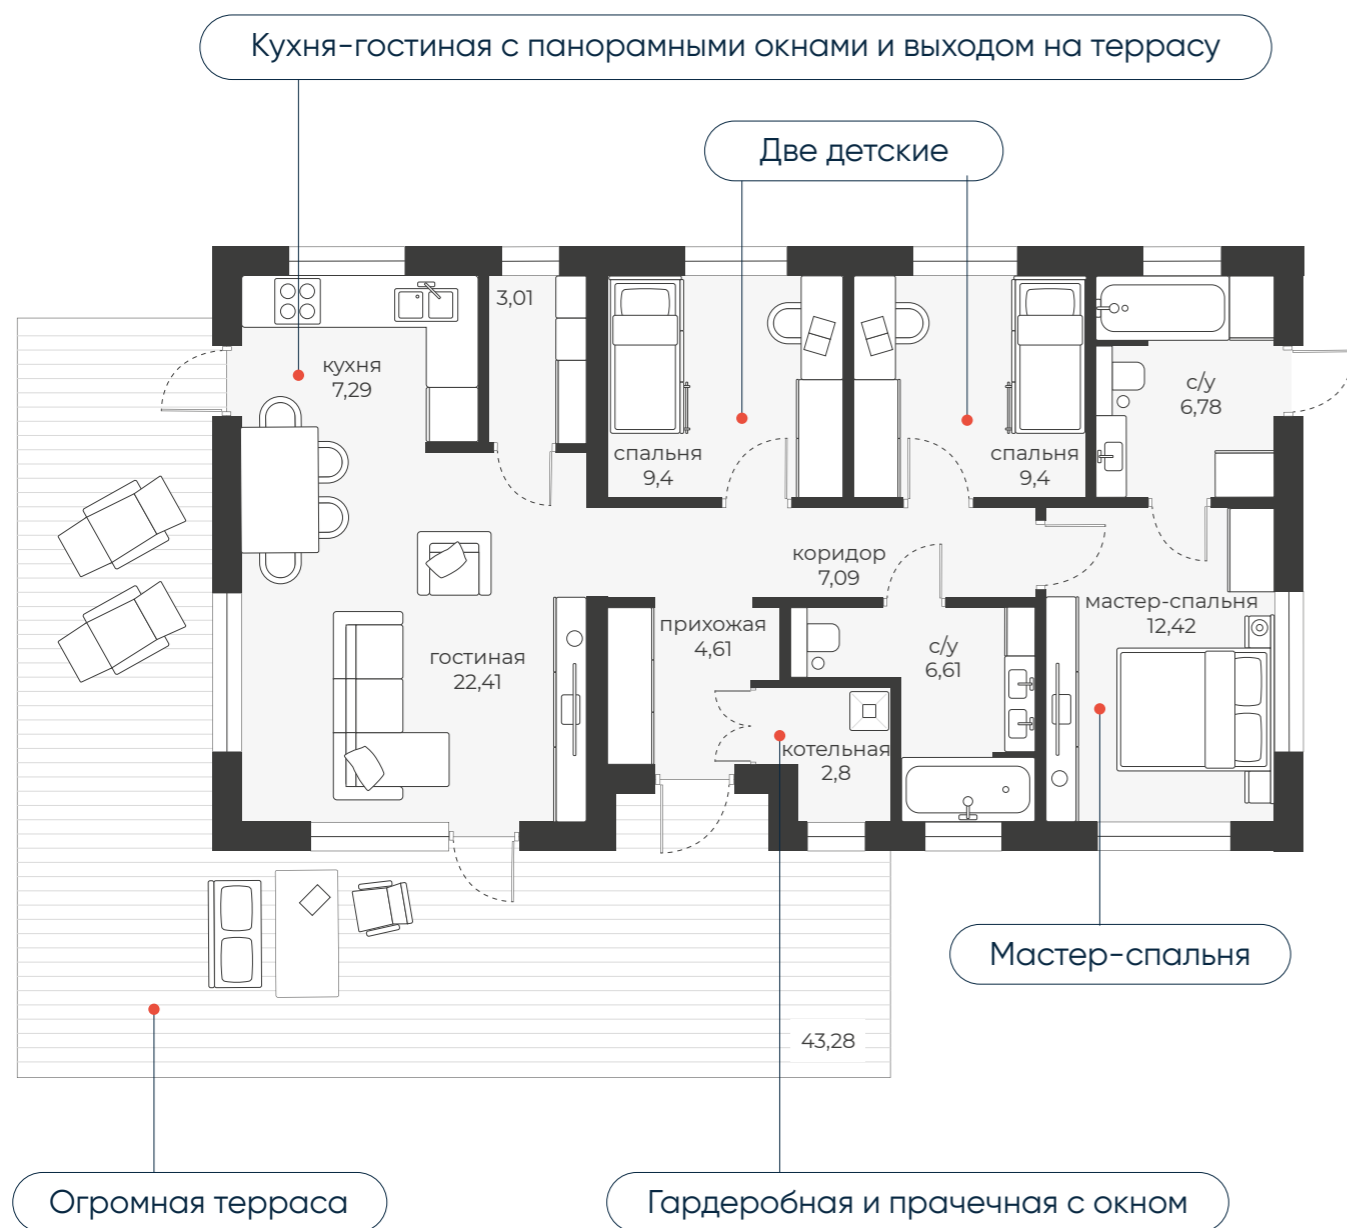 Кухня-гостиная с панорамными окнами и выходом на террасу
Две детские
3,01
кухня
7,29
с/у
6,78
спальня
9,4
спальня
9,4
коридор
7,09
мастер-спальня
12,42
прихожая
4,61
с/у
6,61
гостиная
22,41
котельная
2,8
Мастер-спальня
43,28
Огромная терраса
Гардеробная и прачечная с окном